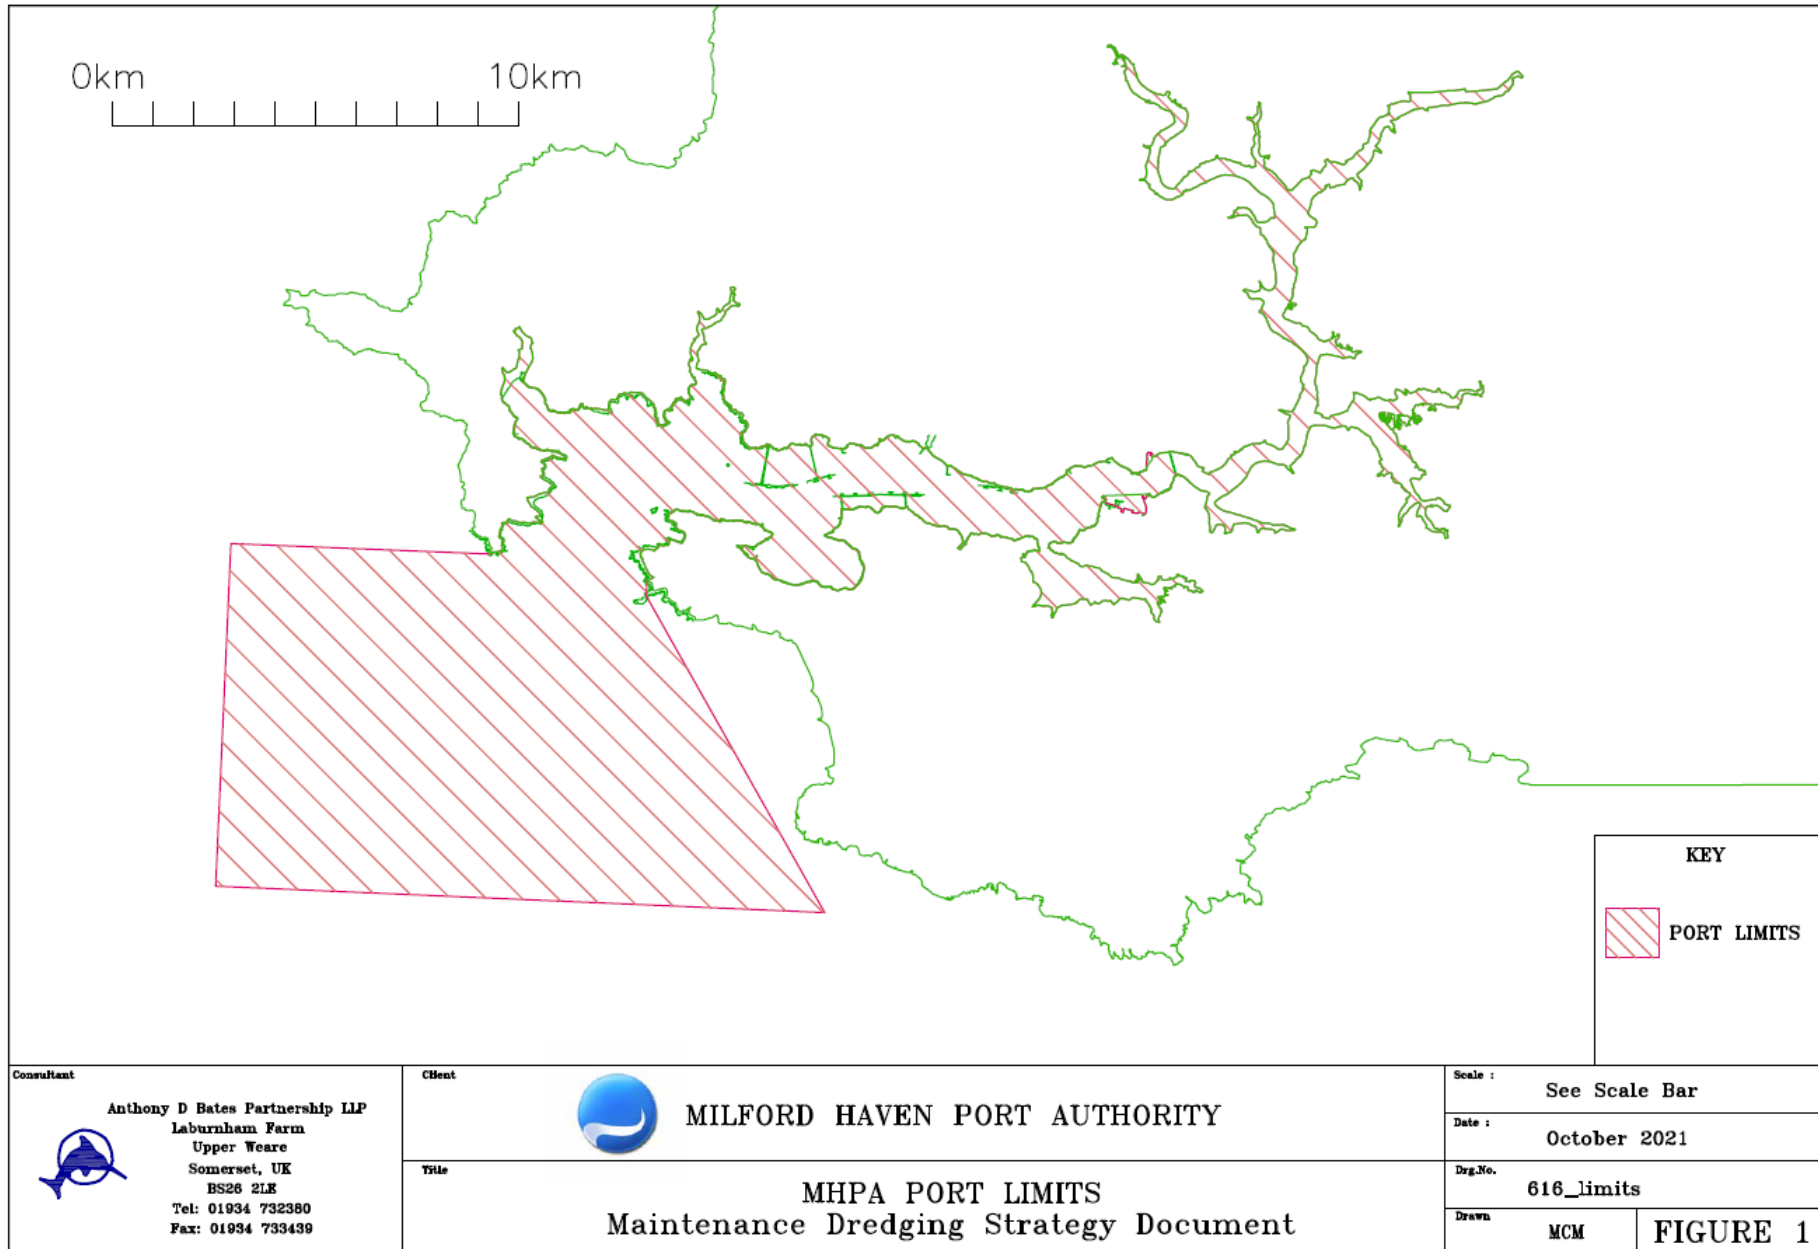 0km 10km
KEY
PORT LIMITS
Consultant
Anthony D Bates Partnership LLP
Laburnham Farm
Upper Weare
Somerset, UK
BS26 2LE
Tel: 01934 732380
Fax: 01934 733439
Client
MILFORD HAVEN PORT AUTHORITY
Title
MHPA PORT LIMITS
Maintenance Dredging Strategy Document
Scale :
See Scale Bar
Date :
October 2021
Drg.No.
616_limits
Drawn
MCM
FIGURE 1